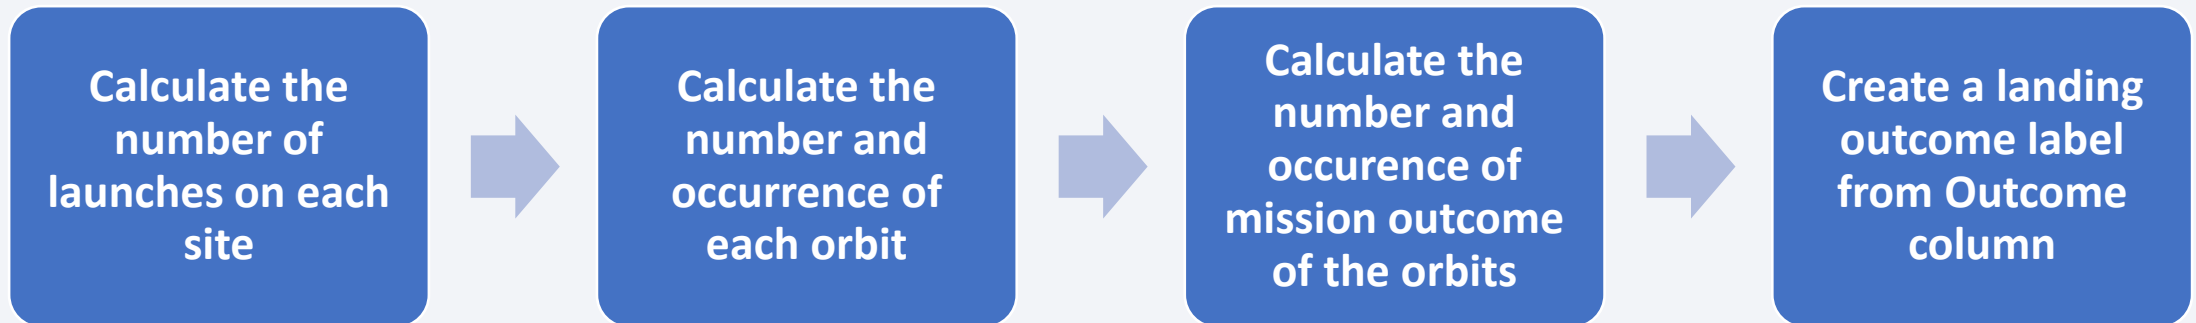 Calculate the
number of
launches on each
site
Calculate the
number and
occurrence of
each orbit
Calculate the
number and
occurence of
mission outcome
of the orbits
Create a landing
outcome label
from Outcome
column